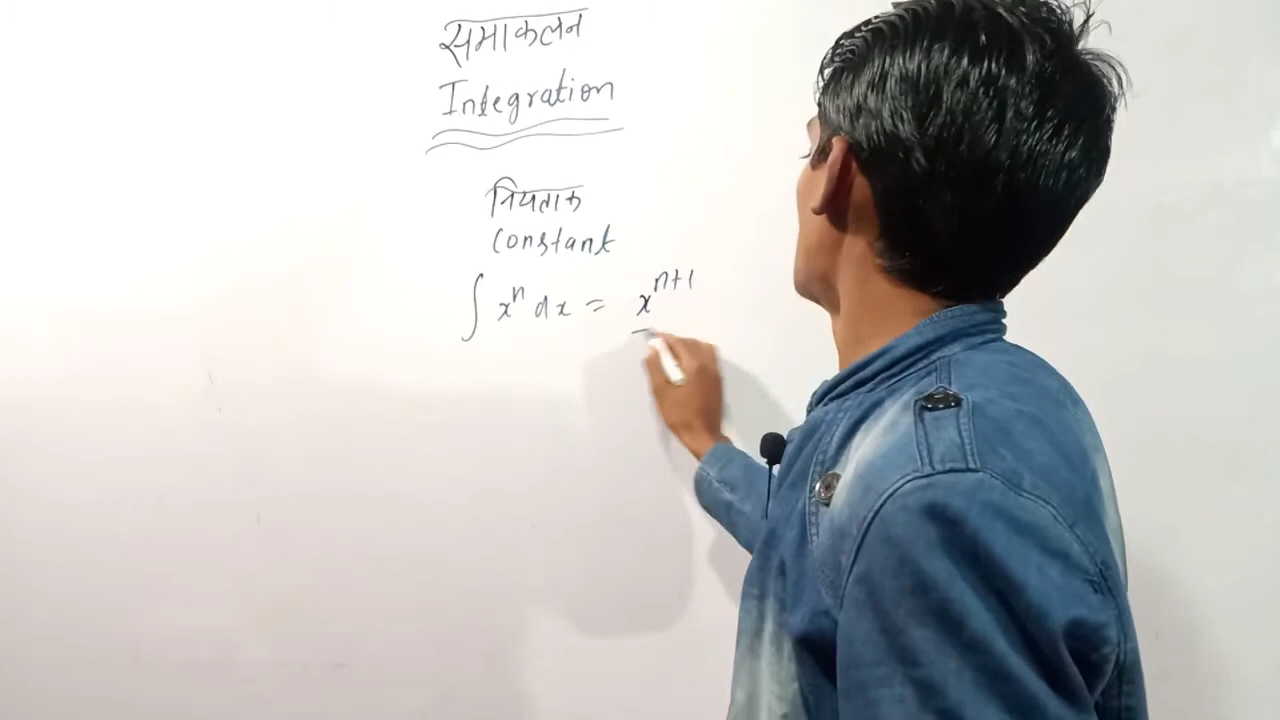 समाकलन
Integration
नियताक
Constant
∫ xⁿ dx = xⁿ⁺¹